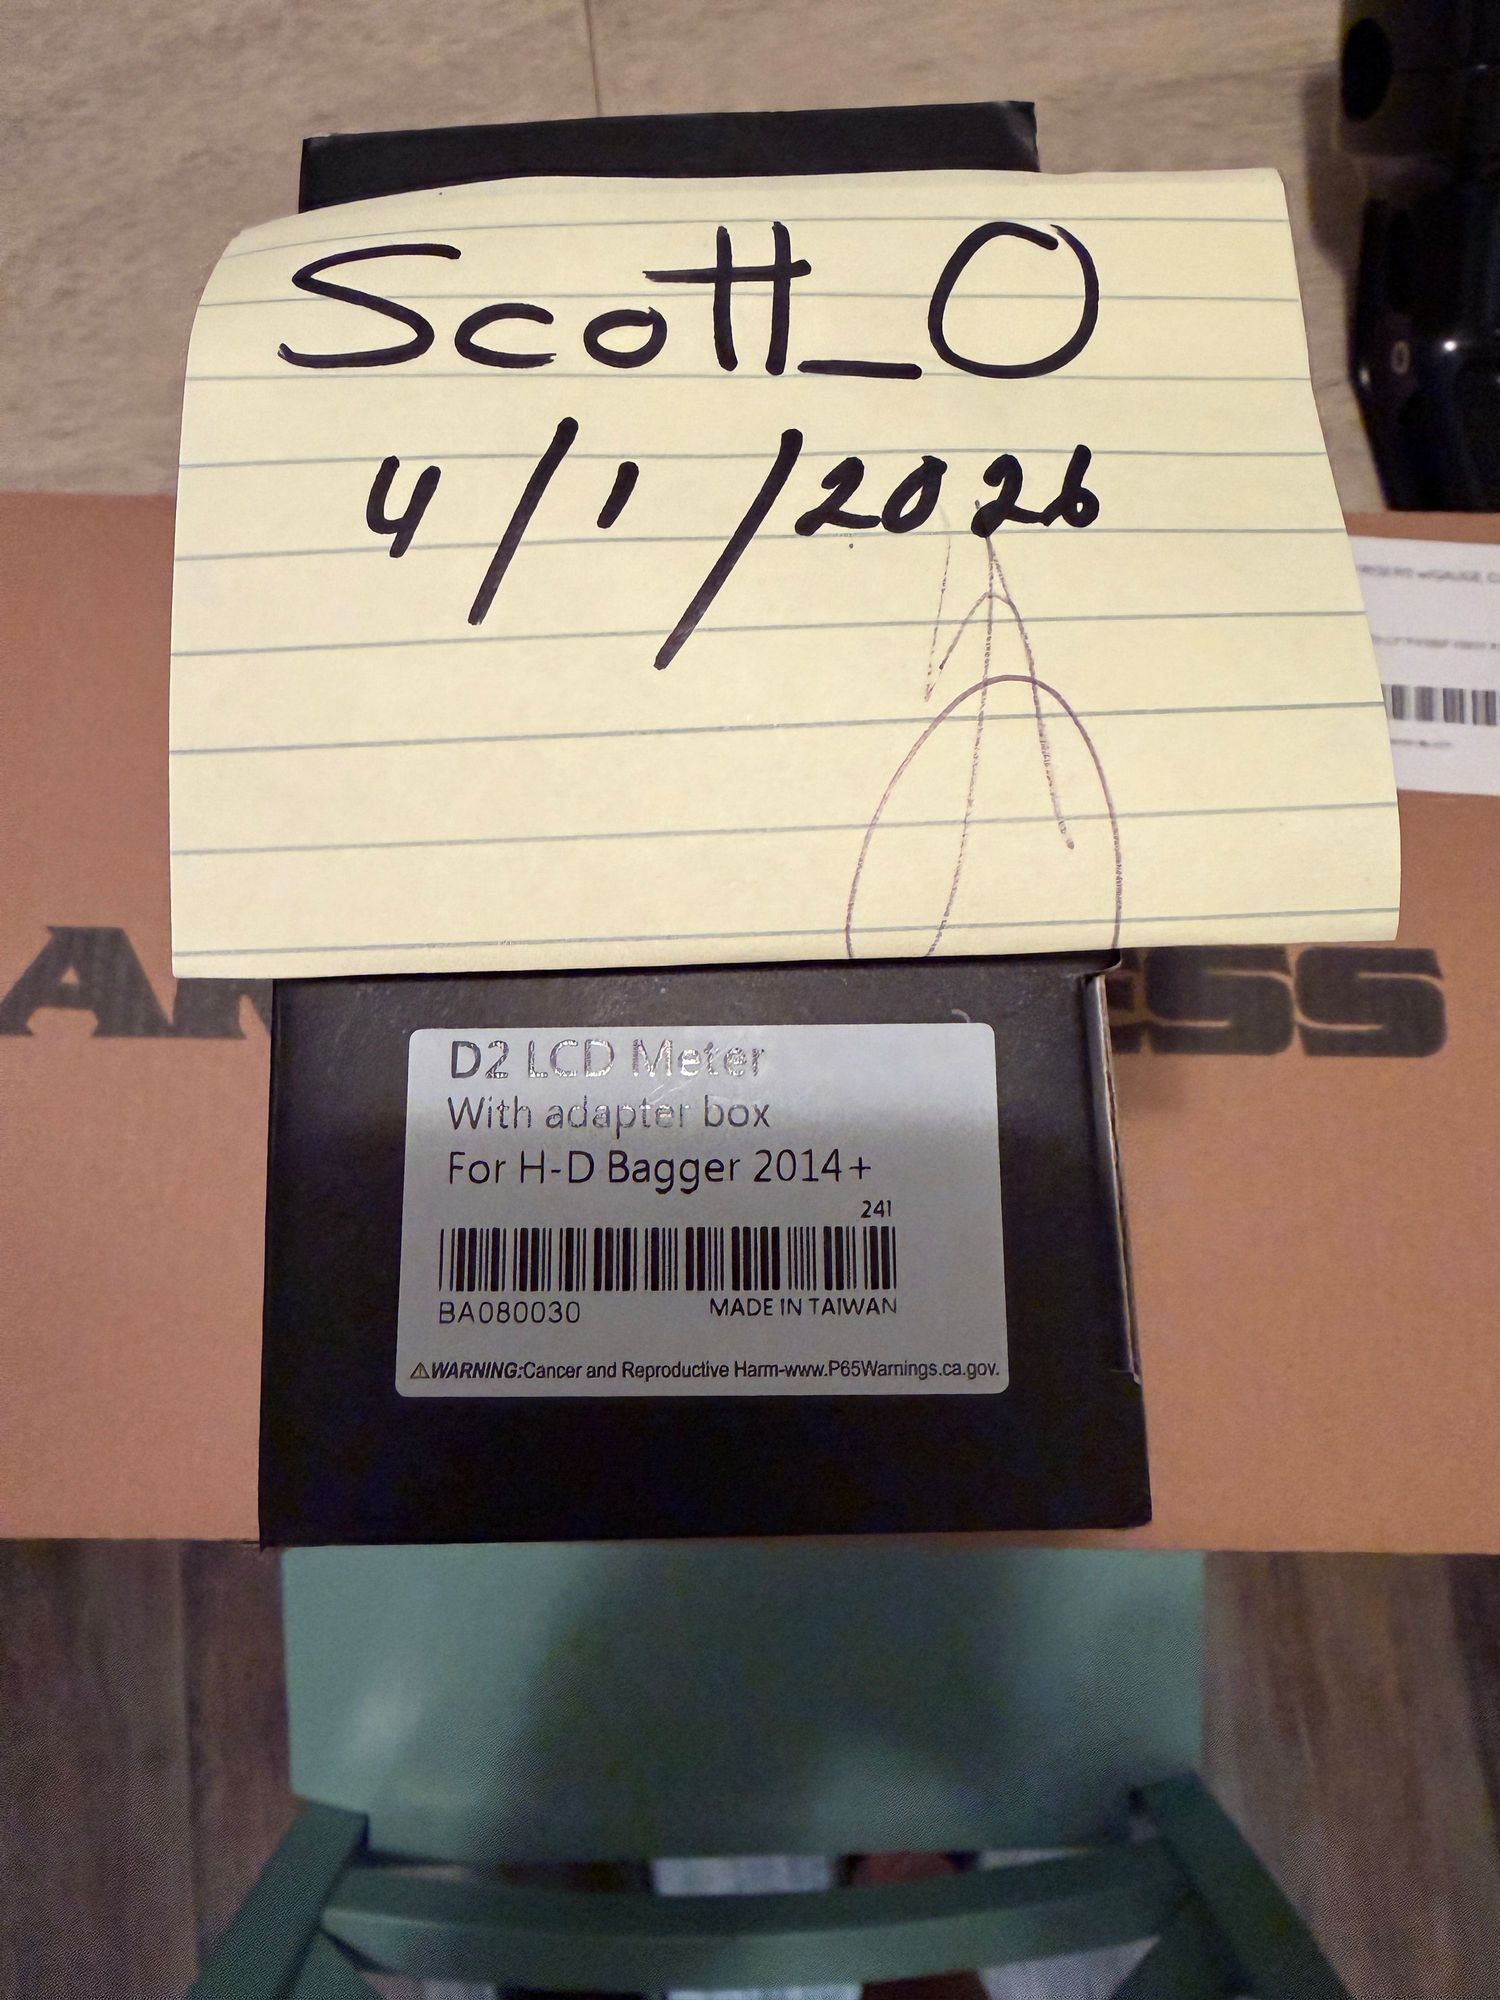 Scott_O
4/1/2026
D2 LCD Meter
With adapter box
For H-D Bagger 2014+
241
BA080030 MADE IN TAIWAN
⚠WARNING:Cancer and Reproductive Harm-www.P65Warnings.ca.gov.